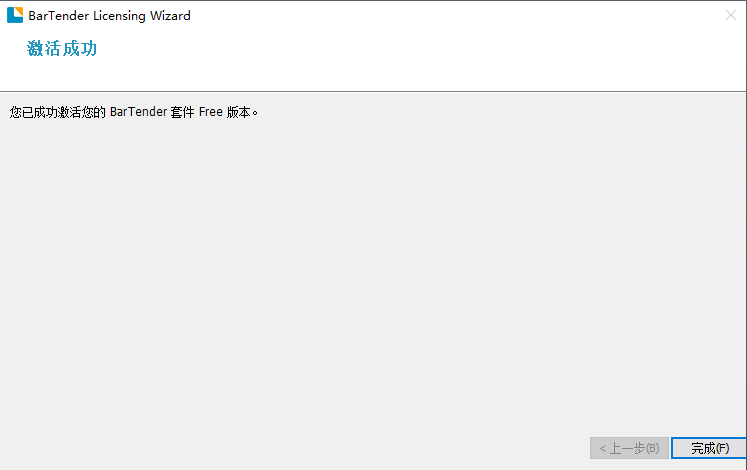 BarTender Licensing Wizard
激活成功
您已成功激活您的 BarTender 套件 Free 版本。
< 上一步(B)
完成(F)